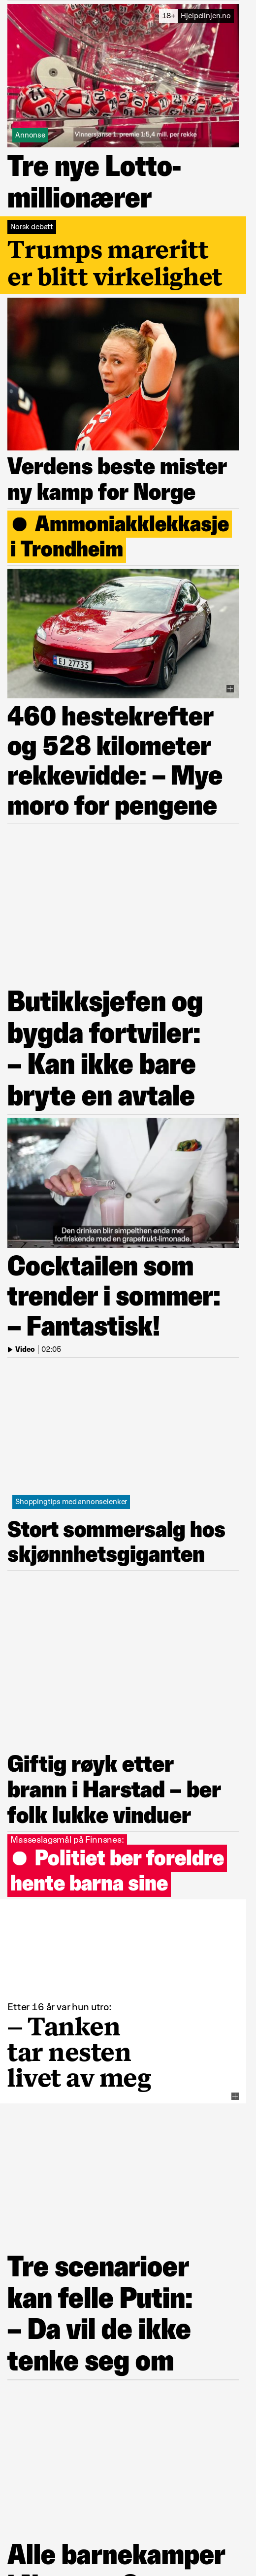 18+ Hjelpelinjen.no
Annonse
Vinnersjanse 1. premie 1:5,4 mill. per rekke
Tre nye Lotto-
millionærer
Norsk debatt
Trumps mareritt
er blitt virkelighet
Verdens beste mister
ny kamp for Norge
Ammoniakklekkasje
i Trondheim
EJ 27735
460 hestekrefter
og 528 kilometer
rekkevidde: – Mye
moro for pengene
Butikksjefen og
bygda fortviler:
– Kan ikke bare
bryte en avtale
Den drinken blir simpelthen enda mer
forfriskende med en grapefrukt-limonade.
Cocktailen som
trender i sommer:
– Fantastisk!
Video | 02:05
Shoppingtips med annonselenker
Stort sommersalg hos
skjønnhetsgiganten
Giftig røyk etter
brann i Harstad – ber
folk lukke vinduer
Masseslagsmål på Finnsnes:
Politiet ber foreldre
hente barna sine
Etter 16 år var hun utro:
– Tanken
tar nesten
livet av meg
Tre scenarioer
kan felle Putin:
– Da vil de ikke
tenke seg om
Alle barnekamper